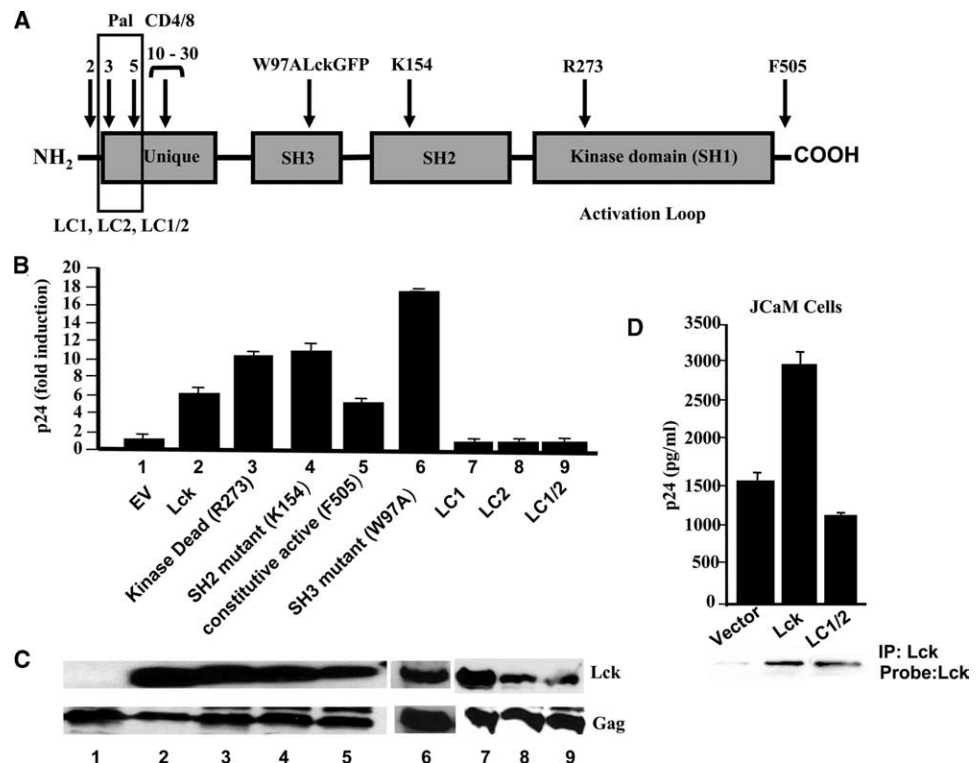 A
Pal CD4/8
10 - 30
2 3 5
W97ALckGFP K154 R273 F505
NH2 Unique SH3 SH2 Kinase domain (SH1) COOH
LC1, LC2, LC1/2
Activation Loop
B
p24 (fold induction)
20
18
16
14
12
10
8
6
4
2
0
1 2 3 4 5 6 7 8 9
EV
Lck
Kinase Dead (R273)
SH2 mutant (K154)
constitutive active (F505)
SH3 mutant (W97A)
LC1
LC2
LC1/2
C
Lck
Gag
1 2 3 4 5 6 7 8 9
D
JCaM Cells
p24 (pg/ml)
3500
3000
2500
2000
1500
1000
500
0
Vector
Lck
LC1/2
IP: Lck
Probe:Lck